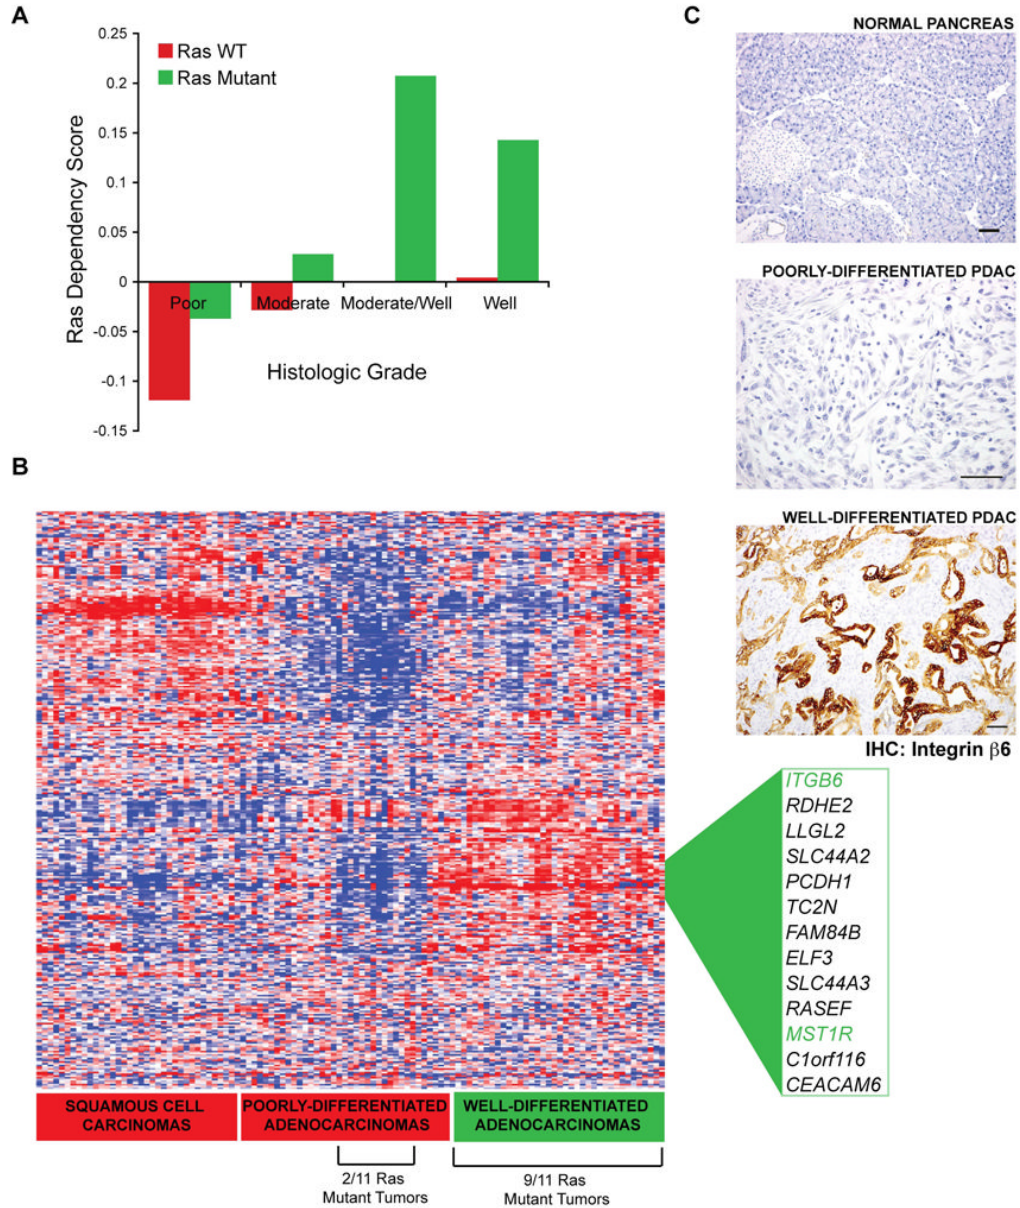 A
0.25
0.2
0.15
0.1
0.05
0
-0.05
-0.1
-0.15
Ras Dependency Score
Ras WT
Ras Mutant
Poor
Moderate
Moderate/Well
Well
Histologic Grade
B
SQUAMOUS CELL
CARCINOMAS
POORLY-DIFFERENTIATED
ADENOCARCINOMAS
WELL-DIFFERENTIATED
ADENOCARCINOMAS
2/11 Ras
Mutant Tumors
9/11 Ras
Mutant Tumors
C
NORMAL PANCREAS
POORLY-DIFFERENTIATED PDAC
WELL-DIFFERENTIATED PDAC
IHC: Integrin β6
ITGB6
RDHE2
LLGL2
SLC44A2
PCDH1
TC2N
FAM84B
ELF3
SLC44A3
RASEF
MST1R
C1orf116
CEACAM6